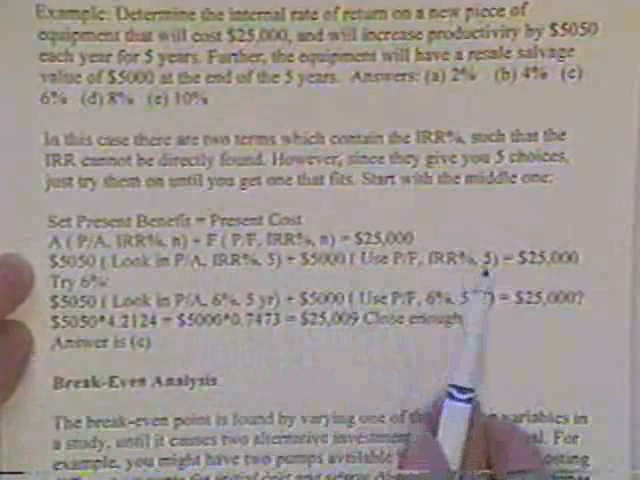 Example: Determine the internal rate of return on a new piece of
equipment that will cost $25,000, and will increase productivity by $5050
each year for 5 years. Further, the equipment will have a resale salvage
value of $5000 at the end of the 5 years. Answers: (a) 2% (b) 4% (c)
6% (d) 8% (e) 10%
In this case there are two terms which contain the IRR%, such that the
IRR cannot be directly found. However, since they give you 5 choices,
just try them on until you get one that fits. Start with the middle one:
Set Present Benefit = Present Cost
A ( P/A, IRR%, n) + F ( P/F, IRR%, n) = $25,000
$5050 ( Look in P/A, IRR%, 5) + $5000 ( Use P/F, IRR%, 5) = $25,000
Try 6%:
$5050 ( Look in P/A, 6%, 5 yr) + $5000 ( Use P/F, 6%, 5 ) = $25,000?
$5050*4.2124 + $5000*0.7473 = $25,009 Close enough
Answer is (c)
Break-Even Analysis
The break-even point is found by varying one of the variables in
a study, until it causes two alternative investment For
example, you might have two pumps available